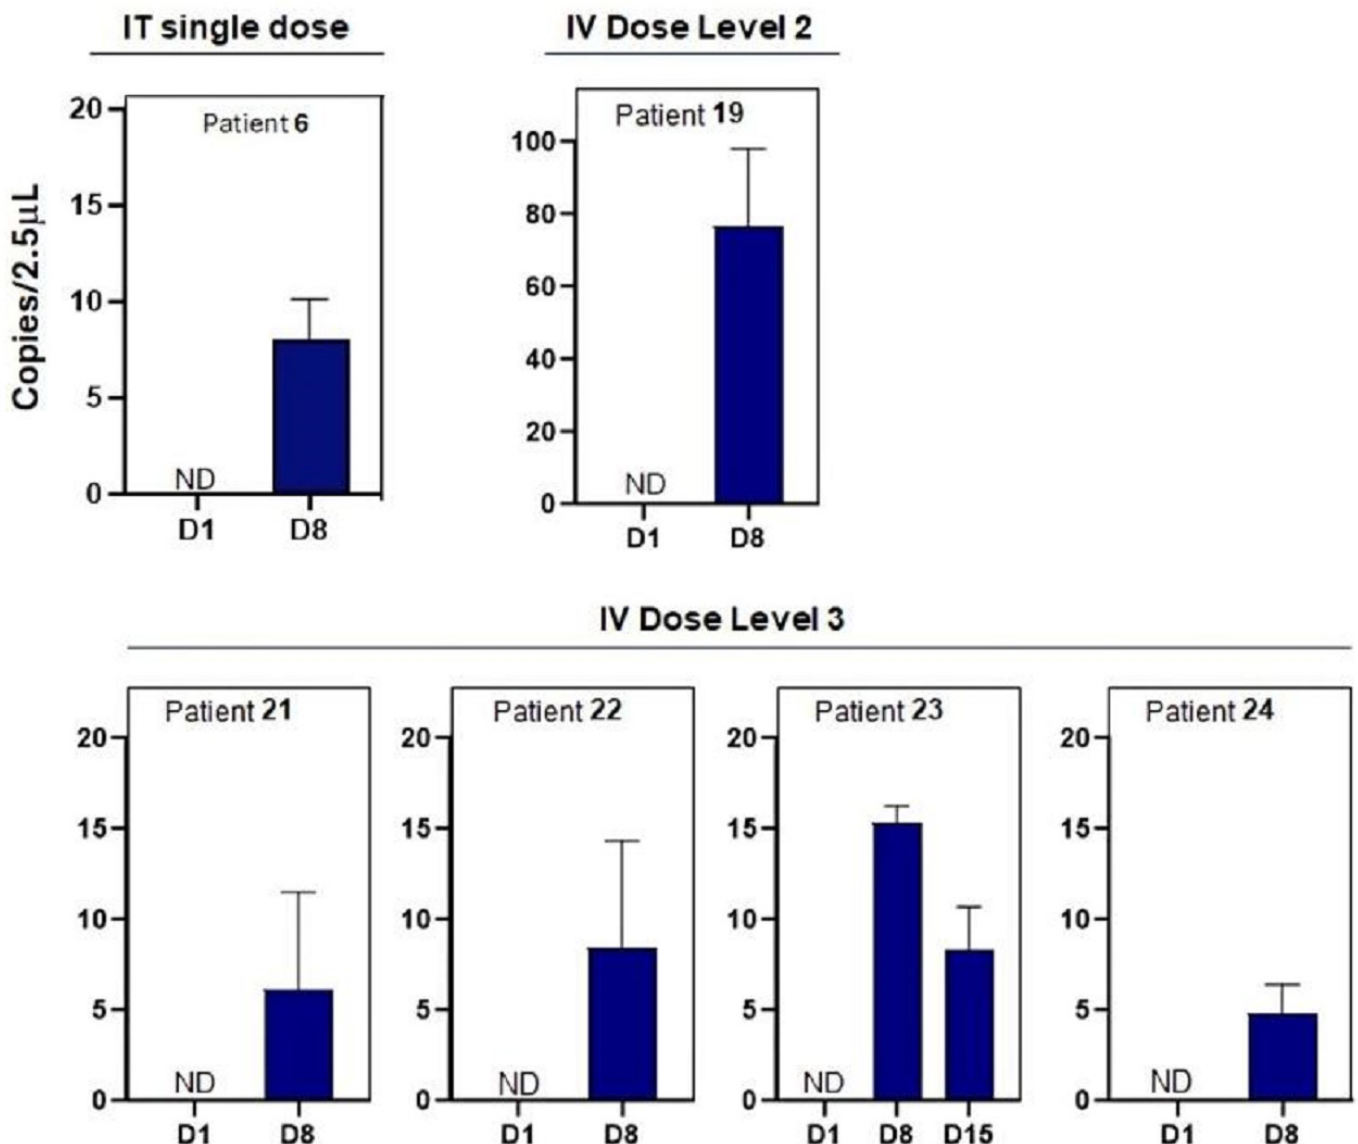 IT single dose
IV Dose Level 2
Copies/2.5µL
Patient 6
20
15
10
5
0
ND
D1 D8
Patient 19
100
80
60
40
20
0
ND
D1 D8
IV Dose Level 3
Patient 21
20
15
10
5
0
ND
D1 D8
Patient 22
20
15
10
5
0
ND
D1 D8
Patient 23
20
15
10
5
0
ND
D1 D8 D15
Patient 24
20
15
10
5
0
ND
D1 D8